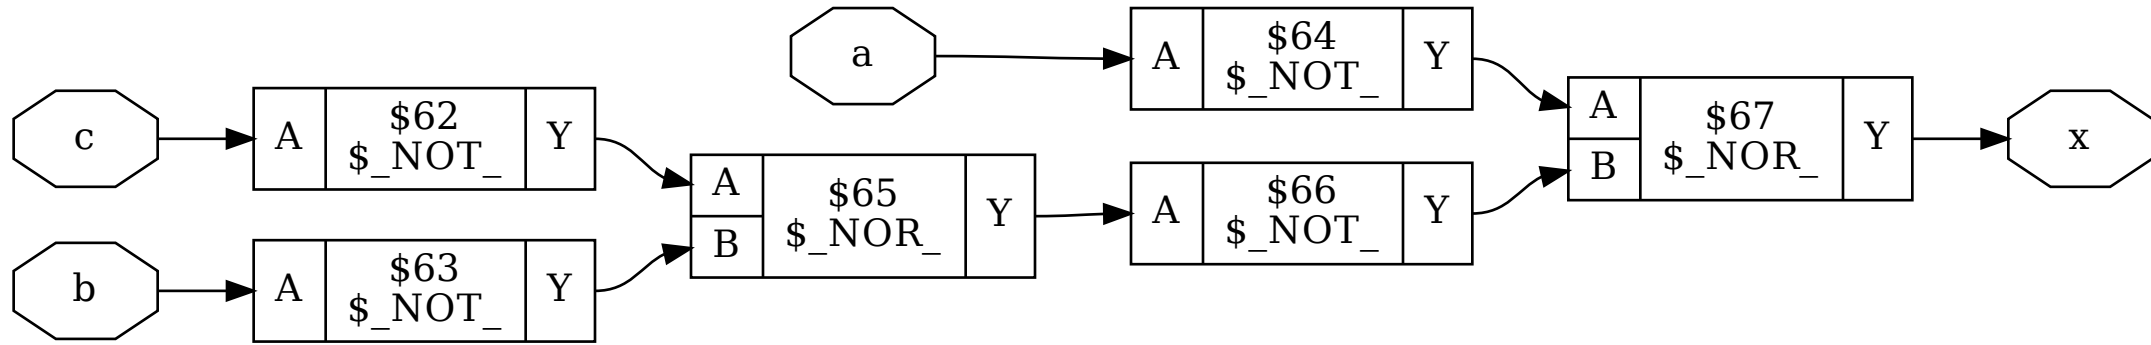 c
A
$62
$_NOT_
Y
b
A
$63
$_NOT_
Y
A
B
$65
$_NOR_
Y
a
A
$64
$_NOT_
Y
A
$66
$_NOT_
Y
A
B
$67
$_NOR_
Y
x